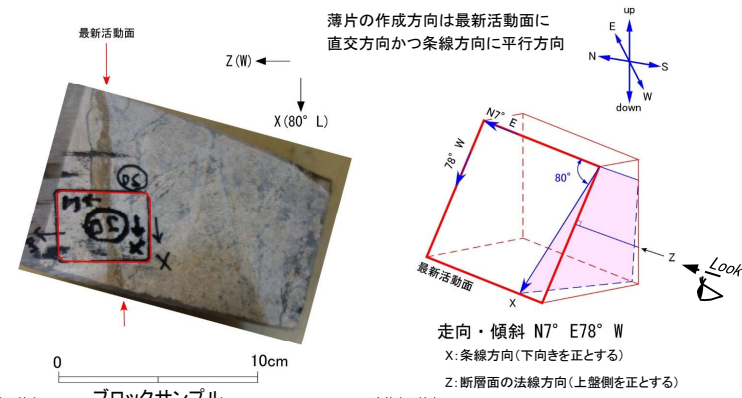 薄片の作成方向は最新活動面に
直交方向かつ条線方向に平行方向
最新活動面
Z(W)
X(80° L)
up
E
N
S
W
down
N7° E
78° W
80°
Z
Look
最新活動面
X
X
0
10cm
ブロックサンプル
走向・傾斜 N7° E78° W
X:条線方向(下向きを正とする)
Z:断層面の法線方向(上盤側を正とする)